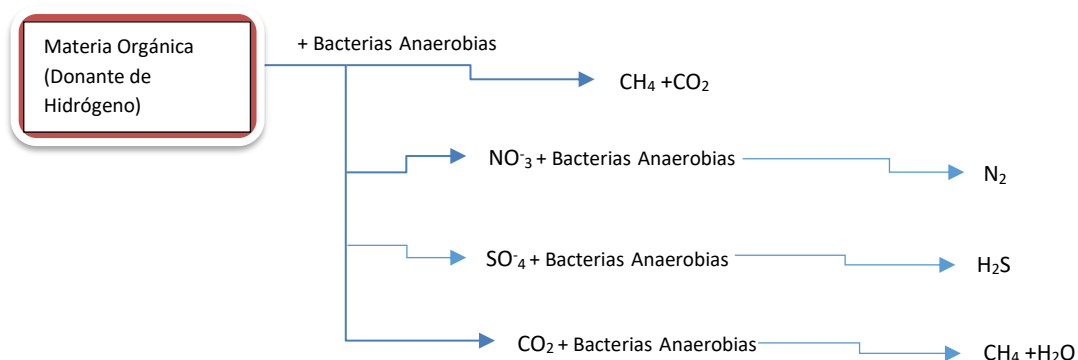 Materia Orgánica
(Donante de
Hidrógeno)
+ Bacterias Anaerobias
CH₄ +CO₂
NO⁻₃ + Bacterias Anaerobias
N₂
SO⁻₄ + Bacterias Anaerobias
H₂S
CO₂ + Bacterias Anaerobias
CH₄ +H₂O